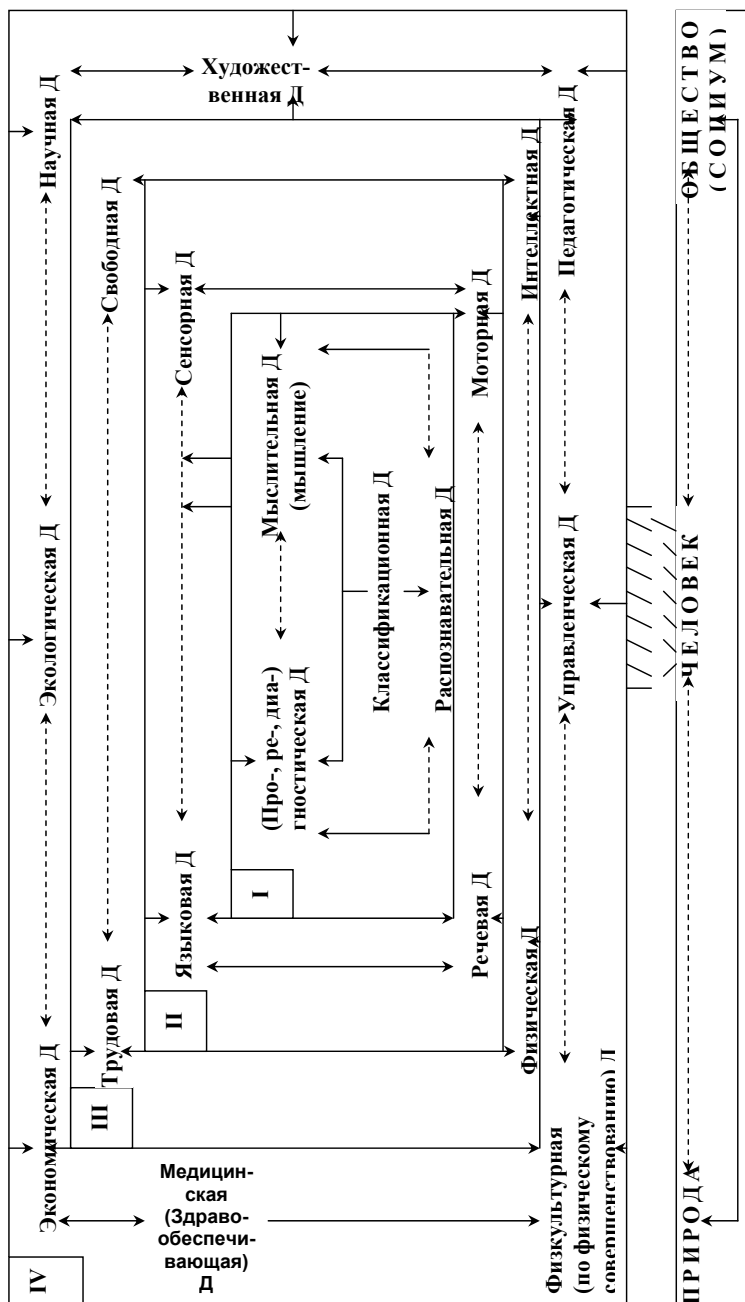 IV
Экономическая Д
Экологическая Д
Научная Д
Медицин-
ская
(Здраво-
обеспечи-
вающая)
Д
Художест-
венная Д
III
Трудовая Д
Свободная Д
II
Языковая Д
Сенсорная Д
I
(Про-, ре-, диа-)
гностическая Д
Мыслительная Д
(мышление)
Классификационная Д
Распознавательная Д
Речевая Д
Моторная Д
Физическая Д
Интеллектная Д
Физкультурная
(по физическому
совершенствованию) Д
Управленческая Д
Педагогическая Д
ПРИРОДА
ЧЕЛОВЕК
ОБЩЕСТВО
(СОЦИУМ)